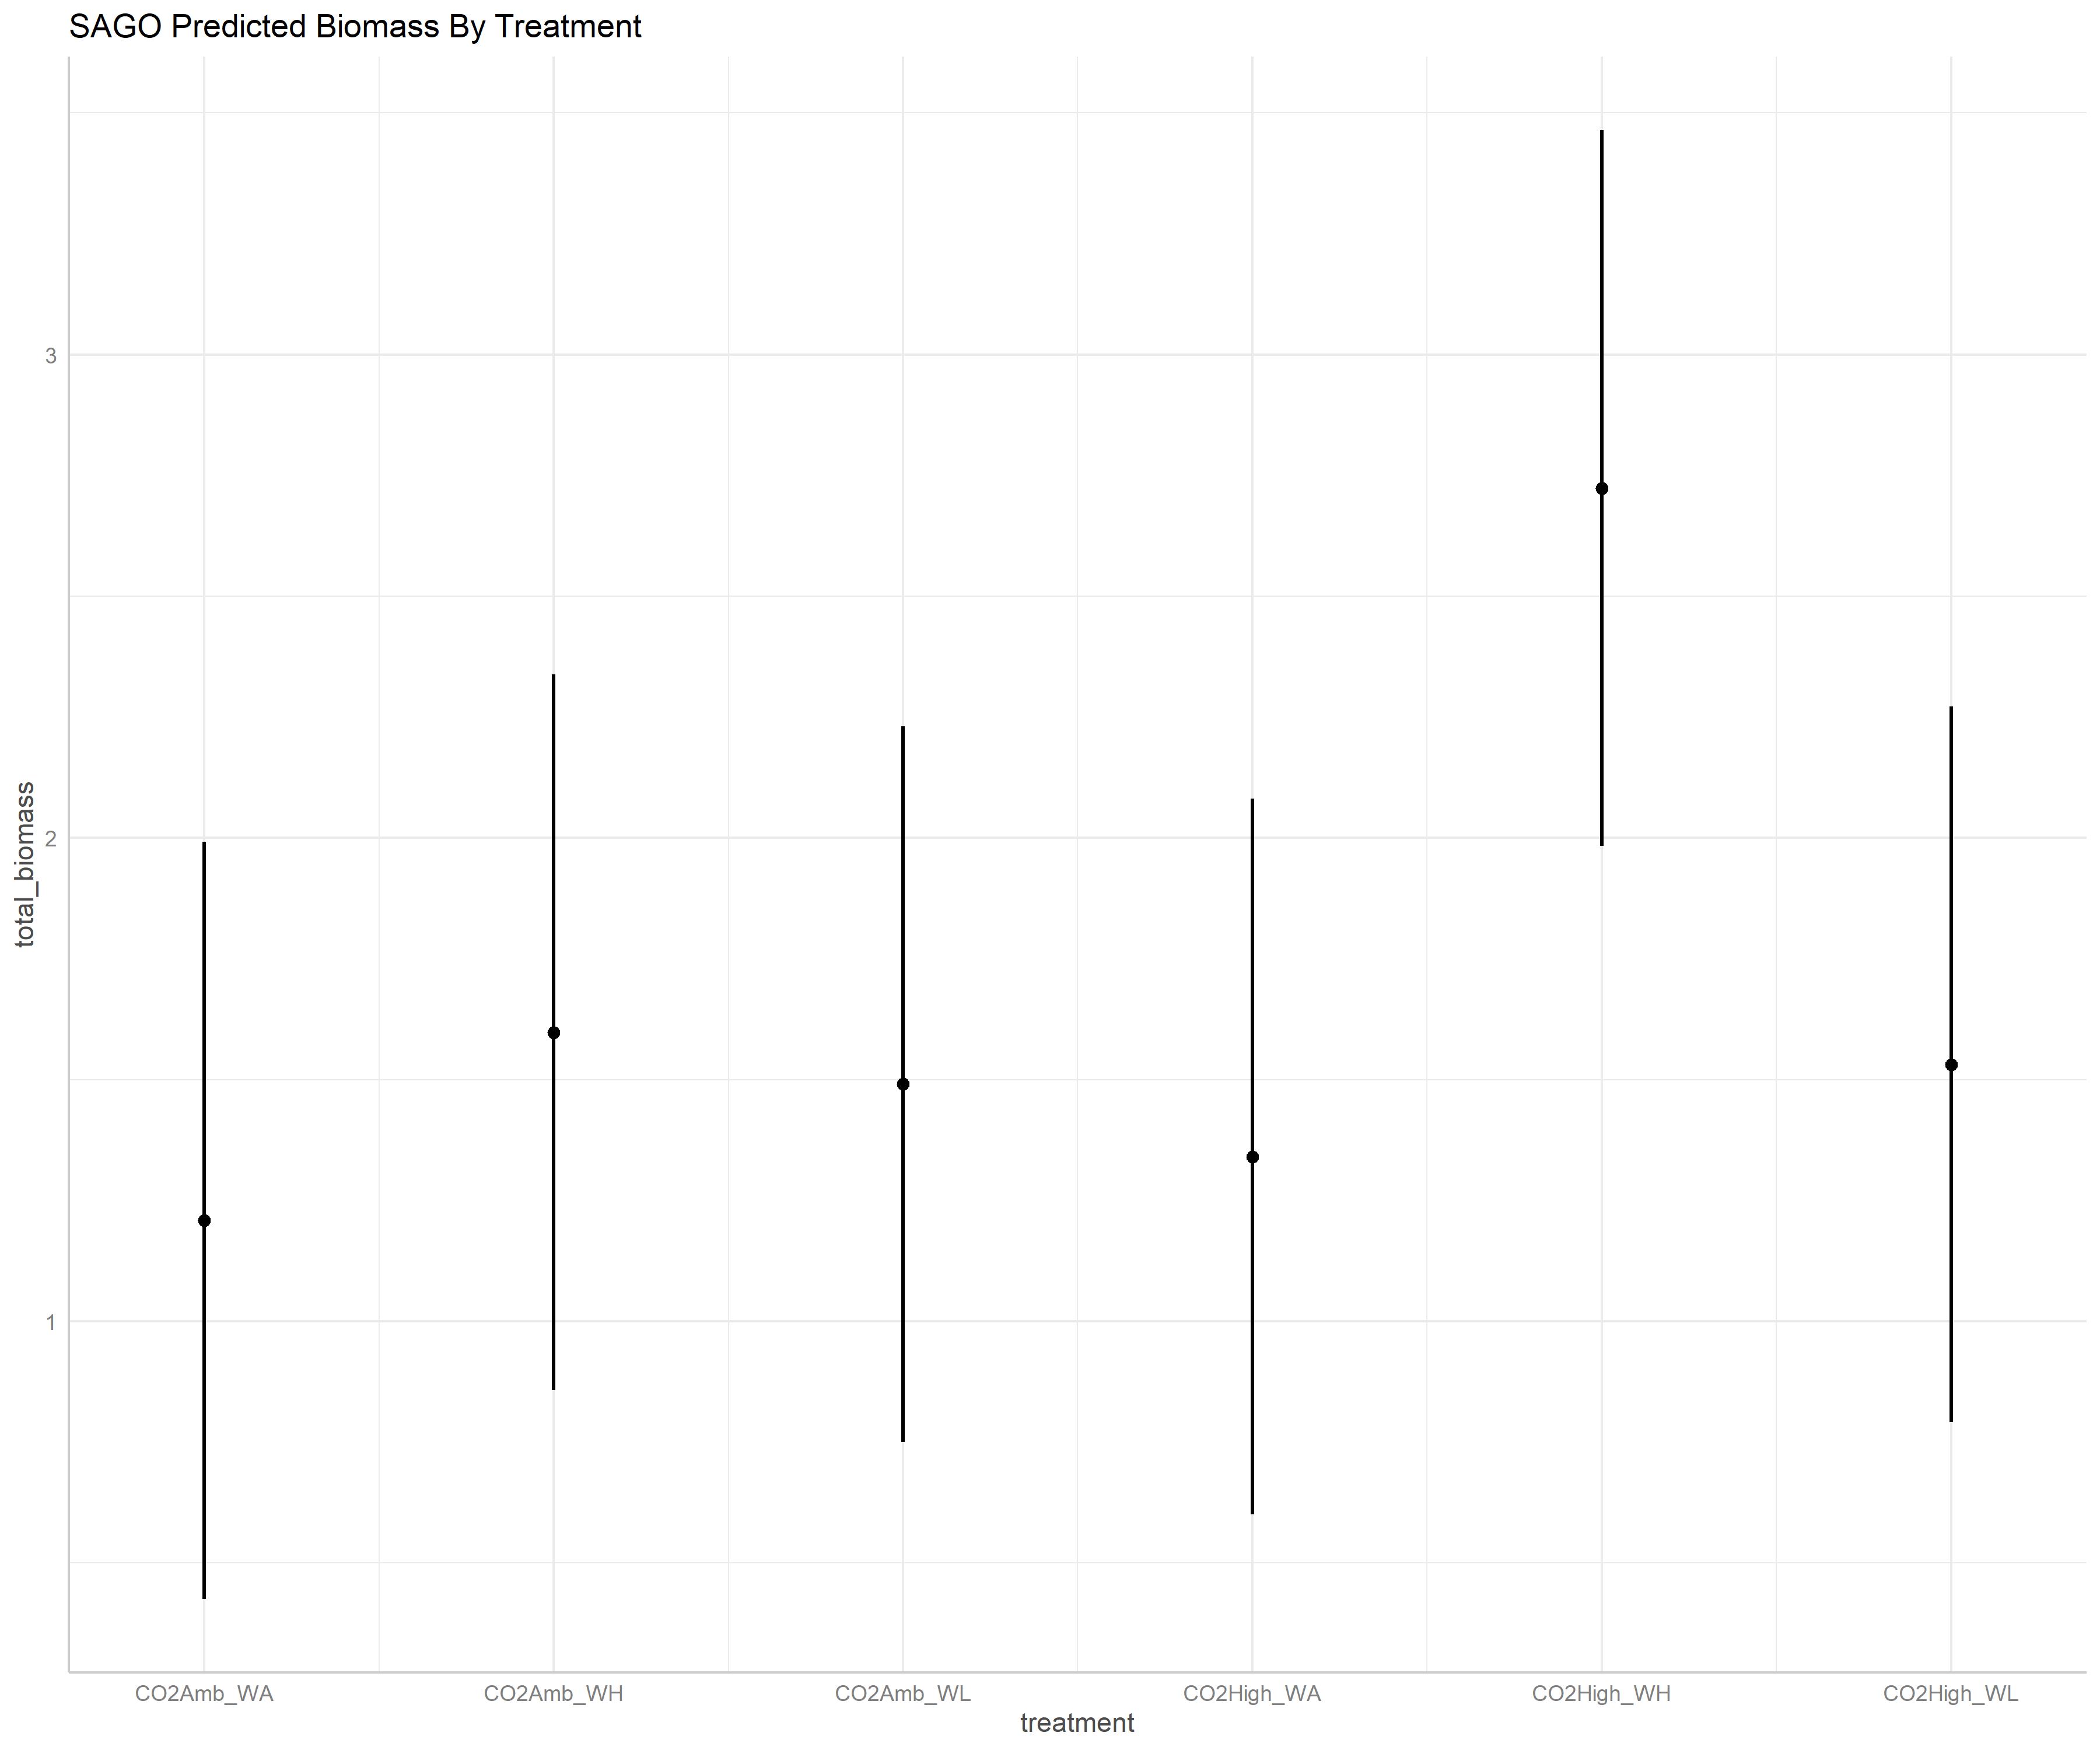 SAGO Predicted Biomass By Treatment
3
2
1
total_biomass
CO2Amb_WA CO2Amb_WH CO2Amb_WL CO2High_WA CO2High_WH CO2High_WL
treatment